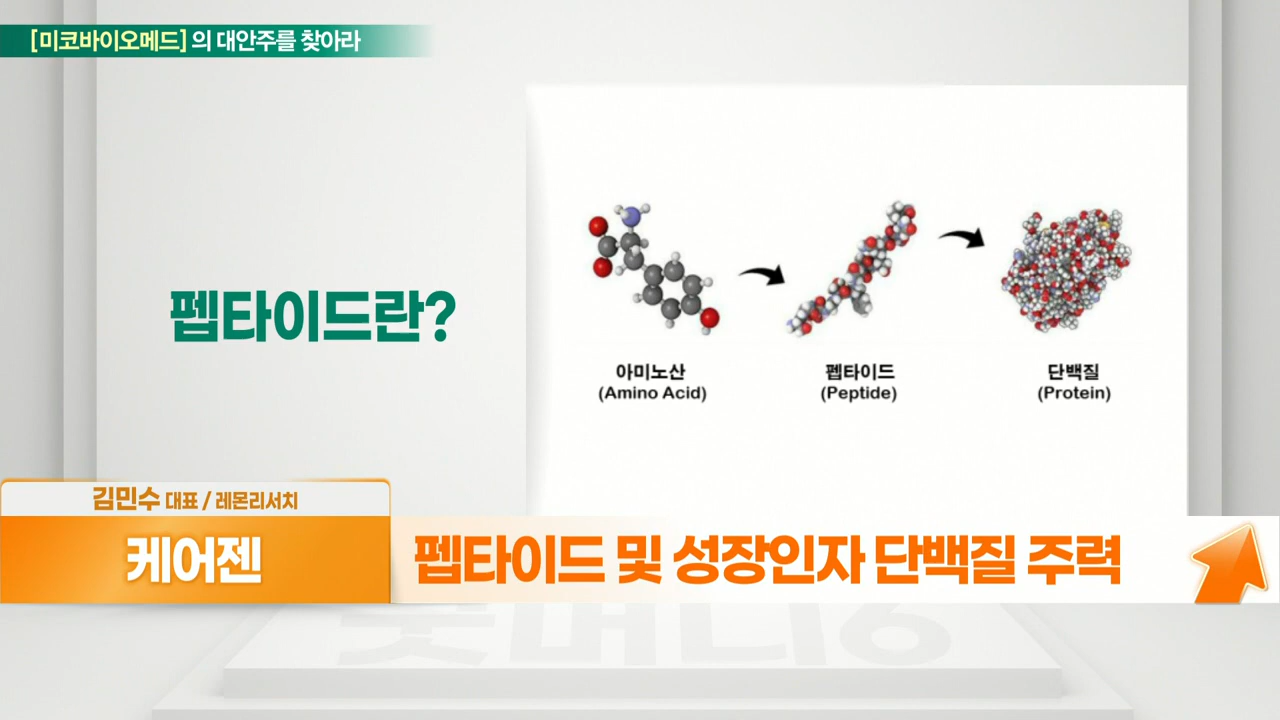 [미코바이오메드]의 대안주를 찾아라
펩타이드란?
아미노산
(Amino Acid)
펩타이드
(Peptide)
단백질
(Protein)
김민수 대표 / 레몬리서치
케어젠
펩타이드 및 성장인자 단백질 주력